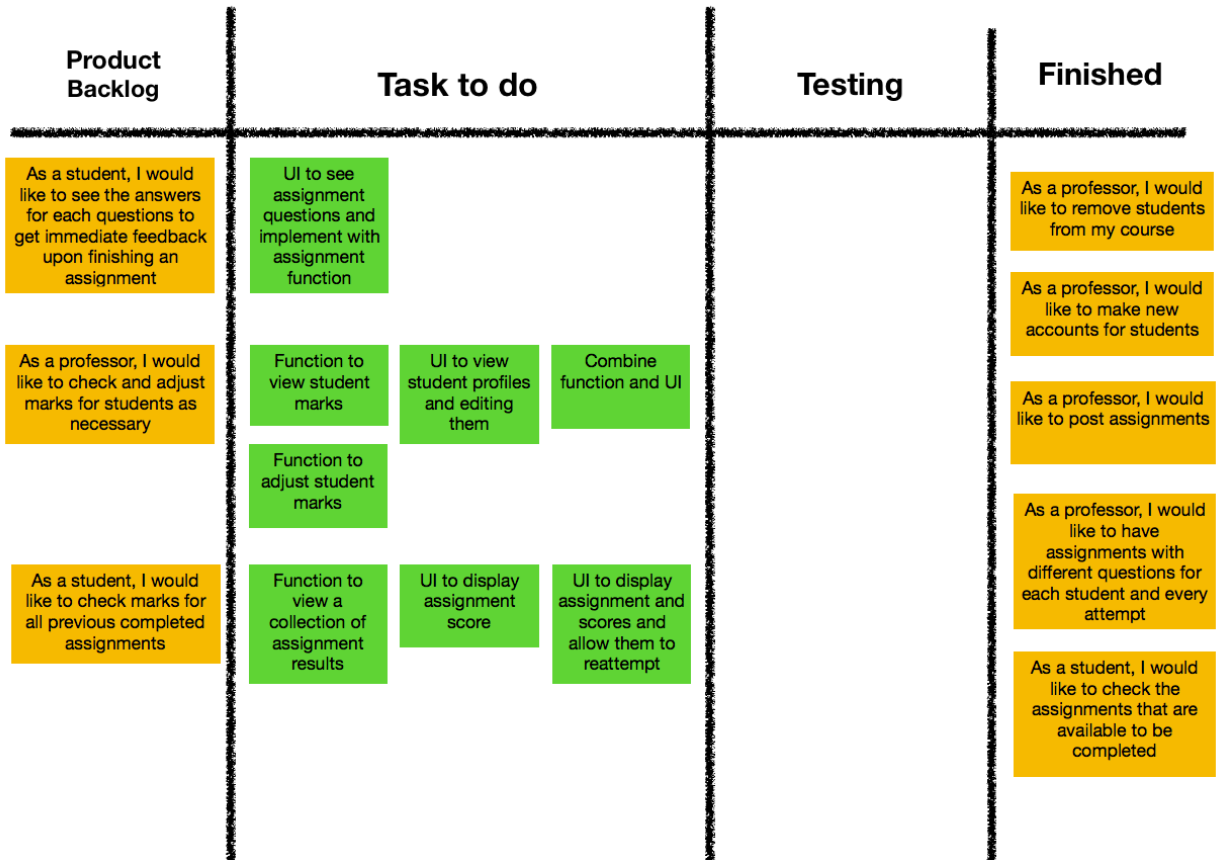 Product
Backlog
Task to do
Testing
Finished
As a student, I would
like to see the answers
for each questions to
get immediate feedback
upon finishing an
assignment
UI to see
assignment
questions and
implement with
assignment
function
As a professor, I would
like to check and adjust
marks for students as
necessary
Function to
view student
marks
UI to view
student profiles
and editing
them
Combine
function and UI
Function to
adjust student
marks
As a student, I would
like to check marks for
all previous completed
assignments
Function to
view a
collection of
assignment
results
UI to display
assignment
score
UI to display
assignment and
scores and
allow them to
reattempt
As a professor, I would
like to remove students
from my course
As a professor, I would
like to make new
accounts for students
As a professor, I would
like to post assignments
As a professor, I would
like to have
assignments with
different questions for
each student and every
attempt
As a student, I would
like to check the
assignments that are
available to be
completed